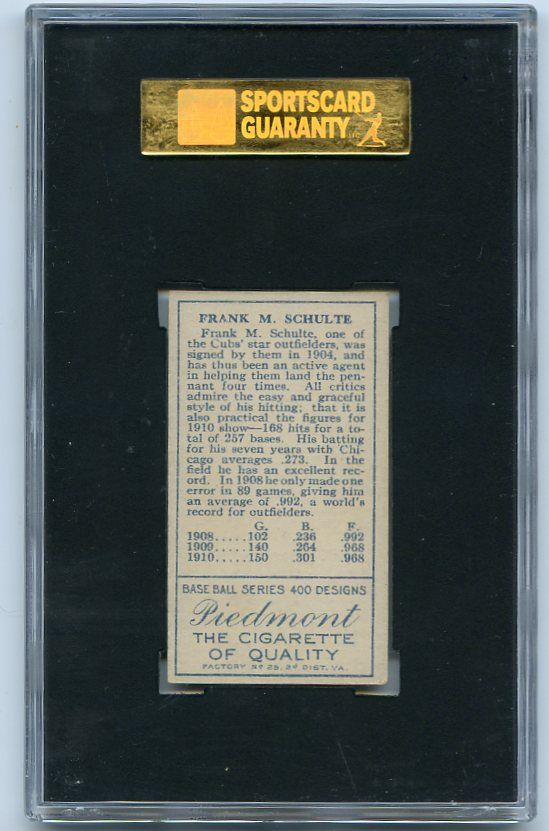 SPORTSCARD
GUARANTY
FRANK M. SCHULTE
Frank M. Schulte, one of
the Cubs' star outfielders, was
signed by them in 1904, and
has thus been an active agent
in helping them land the pen-
nant four times. All critics
admire the easy and graceful
style of his hitting; that it is
also practical the figures for
1910 show—168 hits for a to-
tal of 257 bases. His batting
for his seven years with Chi-
cago averages .273. In the
field he has an excellent rec-
ord. In 1908 he only made one
error in 89 games, giving him
an average of .992, a world's
record for outfielders.
G. B. F.
1908.....102 .236 .992
1909.....140 .264 .968
1910.....150 .301 .968
BASE BALL SERIES 400 DESIGNS
Piedmont
THE CIGARETTE
OF QUALITY
FACTORY No 25, 2d DIST. VA.